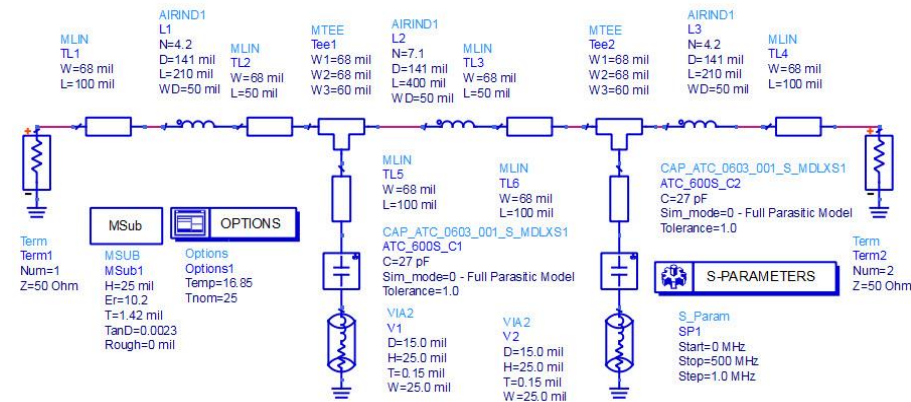 MLIN
TL1
W=68 mil
L=100 mil
AIRIND1
L1
N=4.2
D=141 mil
L=210 mil
WD=50 mil
MLIN
TL2
W=68 mil
L=50 mil
MTEE
Tee1
W1=68 mil
W2=68 mil
W3=60 mil
AIRIND1
L2
N=7.1
D=141 mil
L=400 mil
WD=50 mil
MLIN
TL3
W=68 mil
L=50 mil
MTEE
Tee2
W1=68 mil
W2=68 mil
W3=60 mil
AIRIND1
L3
N=4.2
D=141 mil
L=210 mil
WD=50 mil
MLIN
TL4
W=68 mil
L=100 mil
Term
Term1
Num=1
Z=50 Ohm
MSub
MSUB
MSub1
H=25 mil
Er=10.2
T=1.42 mil
TanD=0.0023
Rough=0 mil
OPTIONS
Options
Options1
Temp=16.85
Tnom=25
MLIN
TL5
W=68 mil
L=100 mil
CAP_ATC_0603_001_S_MDLXS1
ATC_600S_C1
C=27 pF
Sim_mode=0 - Full Parasitic Model
Tolerance=1.0
VIA2
V1
D=15.0 mil
H=25.0 mil
T=0.15 mil
W=25.0 mil
MLIN
TL6
W=68 mil
L=100 mil
VIA2
V2
D=15.0 mil
H=25.0 mil
T=0.15 mil
W=25.0 mil
CAP_ATC_0603_001_S_MDLXS1
ATC_600S_C2
C=27 pF
Sim_mode=0 - Full Parasitic Model
Tolerance=1.0
S-PARAMETERS
S_Param
SP1
Start=0 MHz
Stop=500 MHz
Step=1.0 MHz
Term
Term2
Num=2
Z=50 Ohm